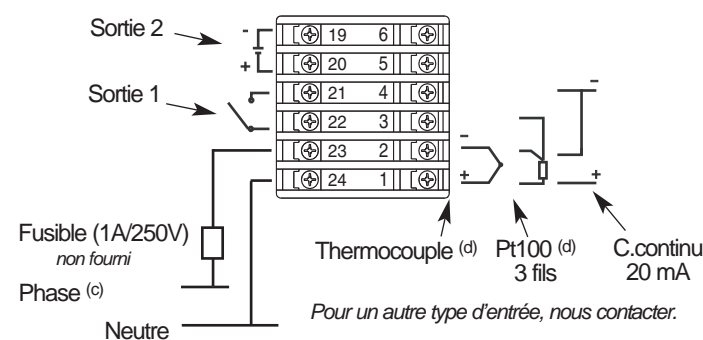 Sortie 2
- 19 6
+ 20 5
Sortie 1
21 4
22 3
23 2 -
24 1 +
- +
Fusible (1A/250V)
non fourni
Phase (c)
Neutre
Thermocouple (d)
Pt100 (d)
3 fils
C.continu
20 mA
Pour un autre type d'entrée, nous contacter.